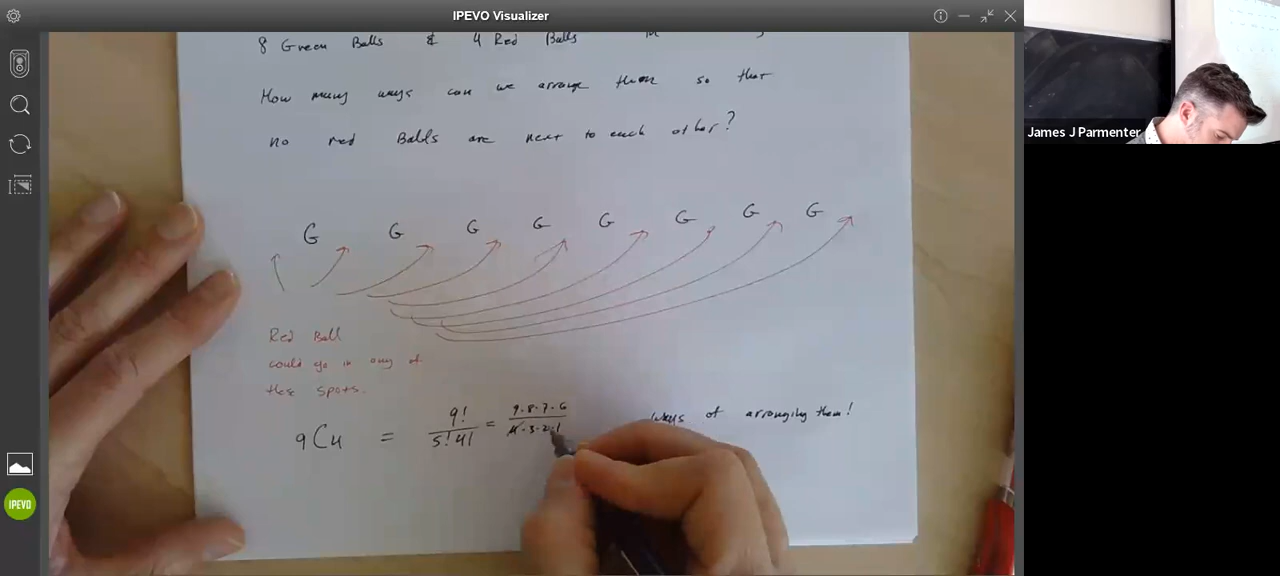 IPEVO Visualizer
James J Parmenter
8 Green Balls & 4 Red Balls
How many ways can we arrange them so that
no red Balls are next to each other?
G G G G G G G G
Red Ball
could go in any of
these spots.
9C4 = 9!/5!4! = 9·8·7·6/4·3·2·1 ways of arranging them!
IPEVO